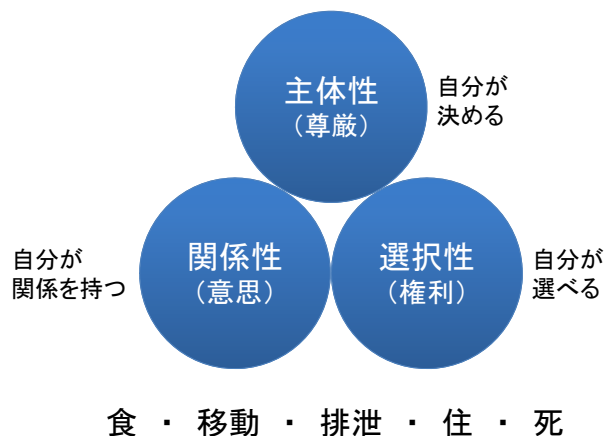 主体性
（尊厳）
自分が
決める
関係性
（意思）
自分が
関係を持つ
選択性
（権利）
自分が
選べる
食 ・ 移動 ・ 排泄 ・ 住 ・ 死